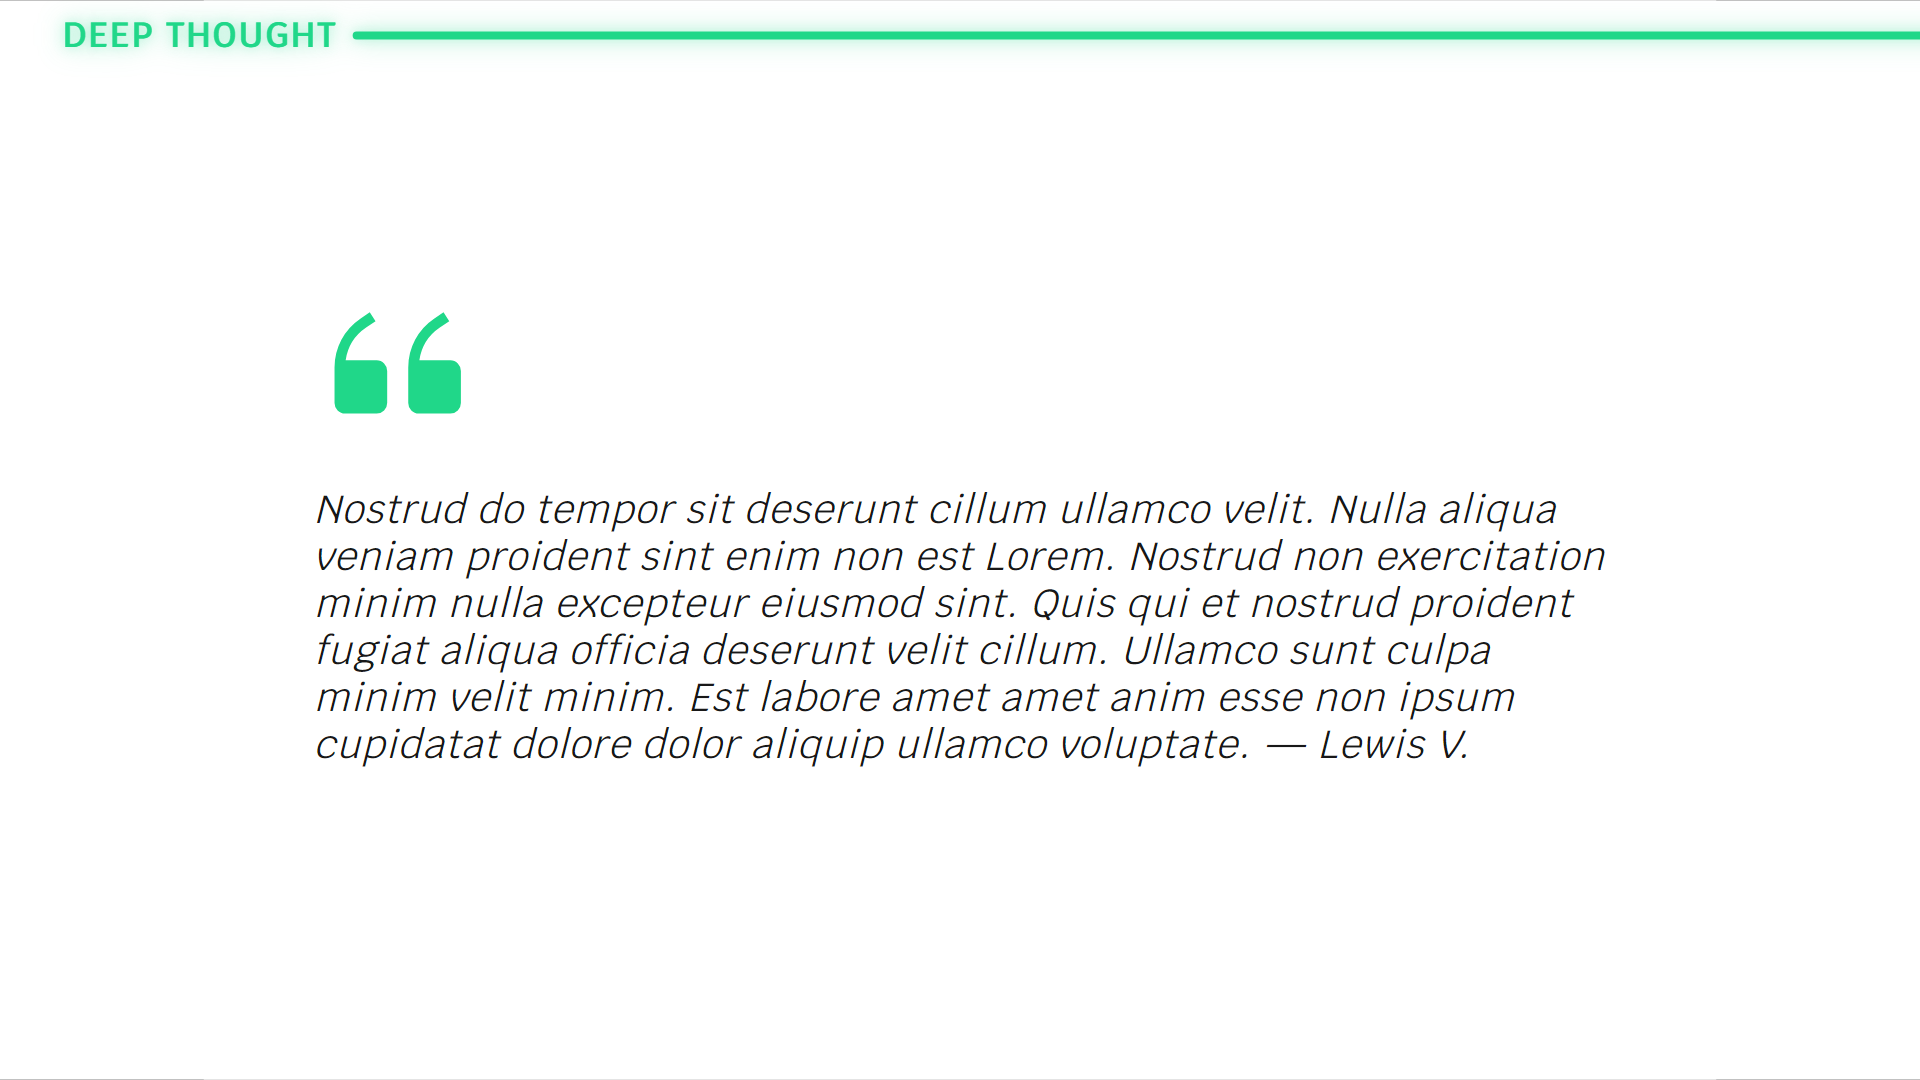 DEEP THOUGHT
Nostrud do tempor sit deserunt cillum ullamco velit. Nulla aliqua
veniam proident sint enim non est Lorem. Nostrud non exercitation
minim nulla excepteur eiusmod sint. Quis qui et nostrud proident
fugiat aliqua officia deserunt velit cillum. Ullamco sunt culpa
minim velit minim. Est labore amet amet anim esse non ipsum
cupidatat dolore dolor aliquip ullamco voluptate. — Lewis V.